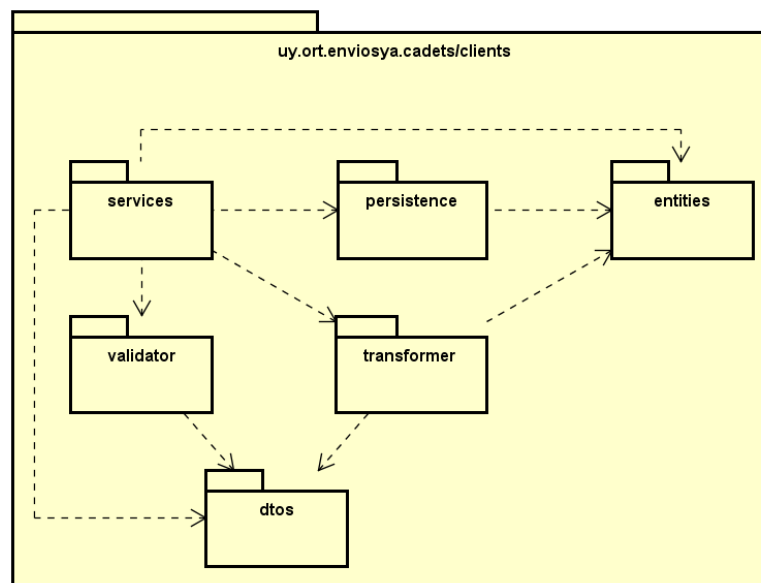 uy.ort.enviosya.cadets/clients
services
persistence
entities
validator
transformer
dtos